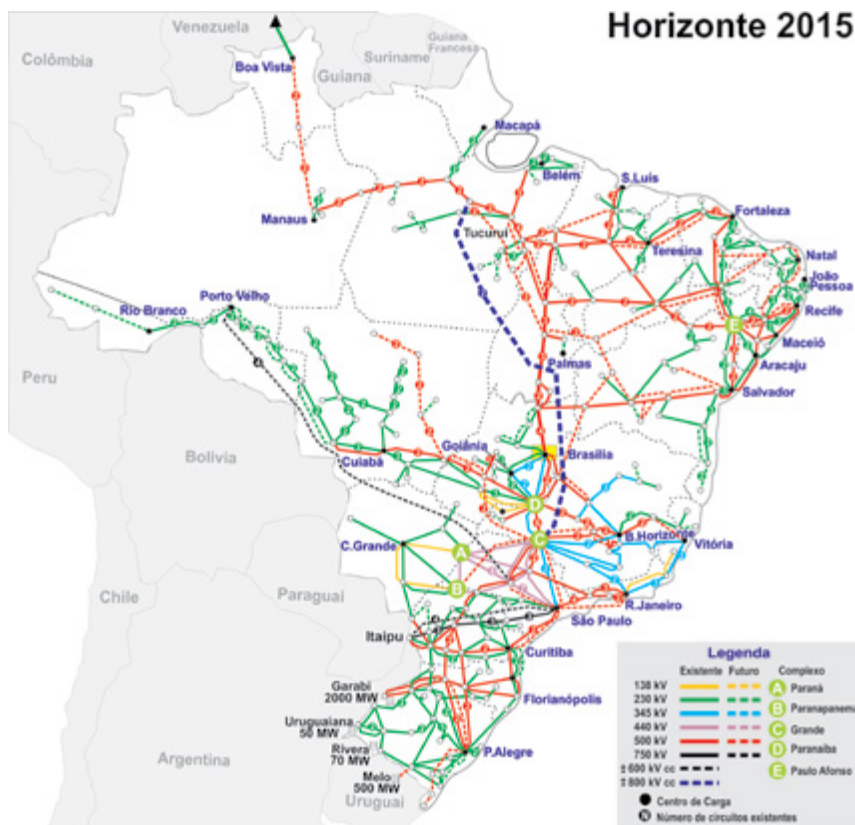 Horizonte 2015
Venezuela
Colômbia
Boa Vista
Guiana
Suriname
Guiana
Francesa
Macapá
Belém
S.Luis
Fortaleza
Manaus
Tucuruí
Teresina
Natal
João
Pessoa
Recife
Porto Velho
Rio Branco
E
Maceió
Palmas
Aracaju
Peru
Salvador
Goiânia
Brasília
Cuiabá
Bolívia
D
B.Horizonte
C
Vitória
C.Grande
A
B
Paraguai
R.Janeiro
Chile
São Paulo
Itaipu
Curitiba
Garabi
2000 MW
Florianópolis
Uruguaiana
50 MW
Rivera
70 MW
P.Alegre
Melo
500 MW
Argentina
Uruguai
Legenda
Existente Futuro Complexo
138 kV A Paraná
230 kV B Paranapanema
345 kV
440 kV C Grande
500 kV D Paranaíba
750 kV
±600 kV cc E Paulo Afonso
±800 kV cc
Centro de Carga
N Número de circuitos existentes